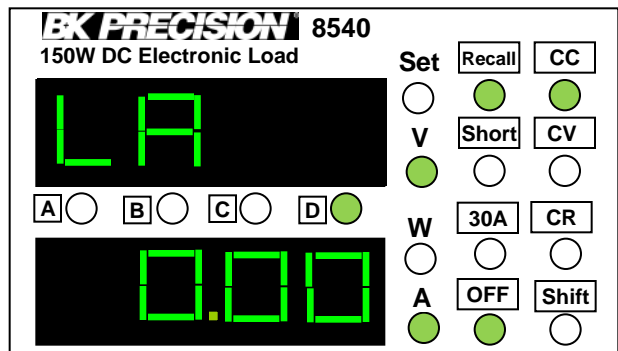 BK PRECISION 8540
150W DC Electronic Load
Set Recall CC
LA
V Short CV
A B C D
W 30A CR
0.00
A OFF Shift